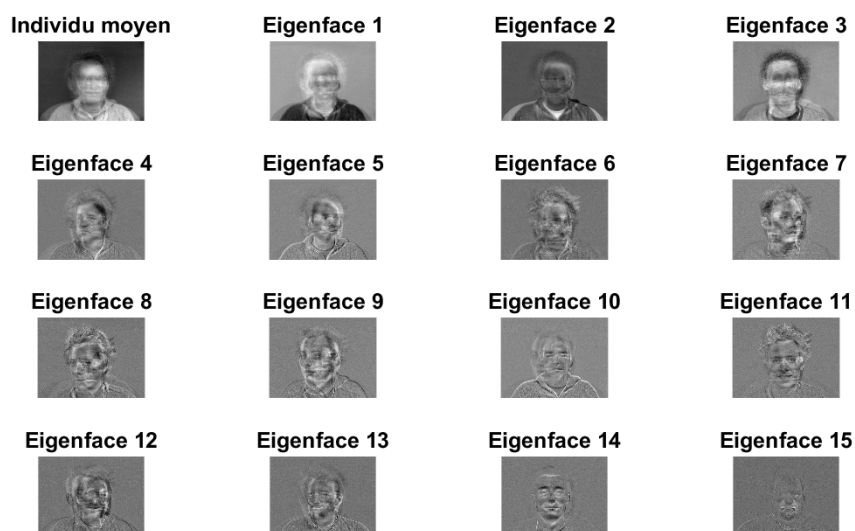 Individu moyen
Eigenface 1
Eigenface 2
Eigenface 3
Eigenface 4
Eigenface 5
Eigenface 6
Eigenface 7
Eigenface 8
Eigenface 9
Eigenface 10
Eigenface 11
Eigenface 12
Eigenface 13
Eigenface 14
Eigenface 15